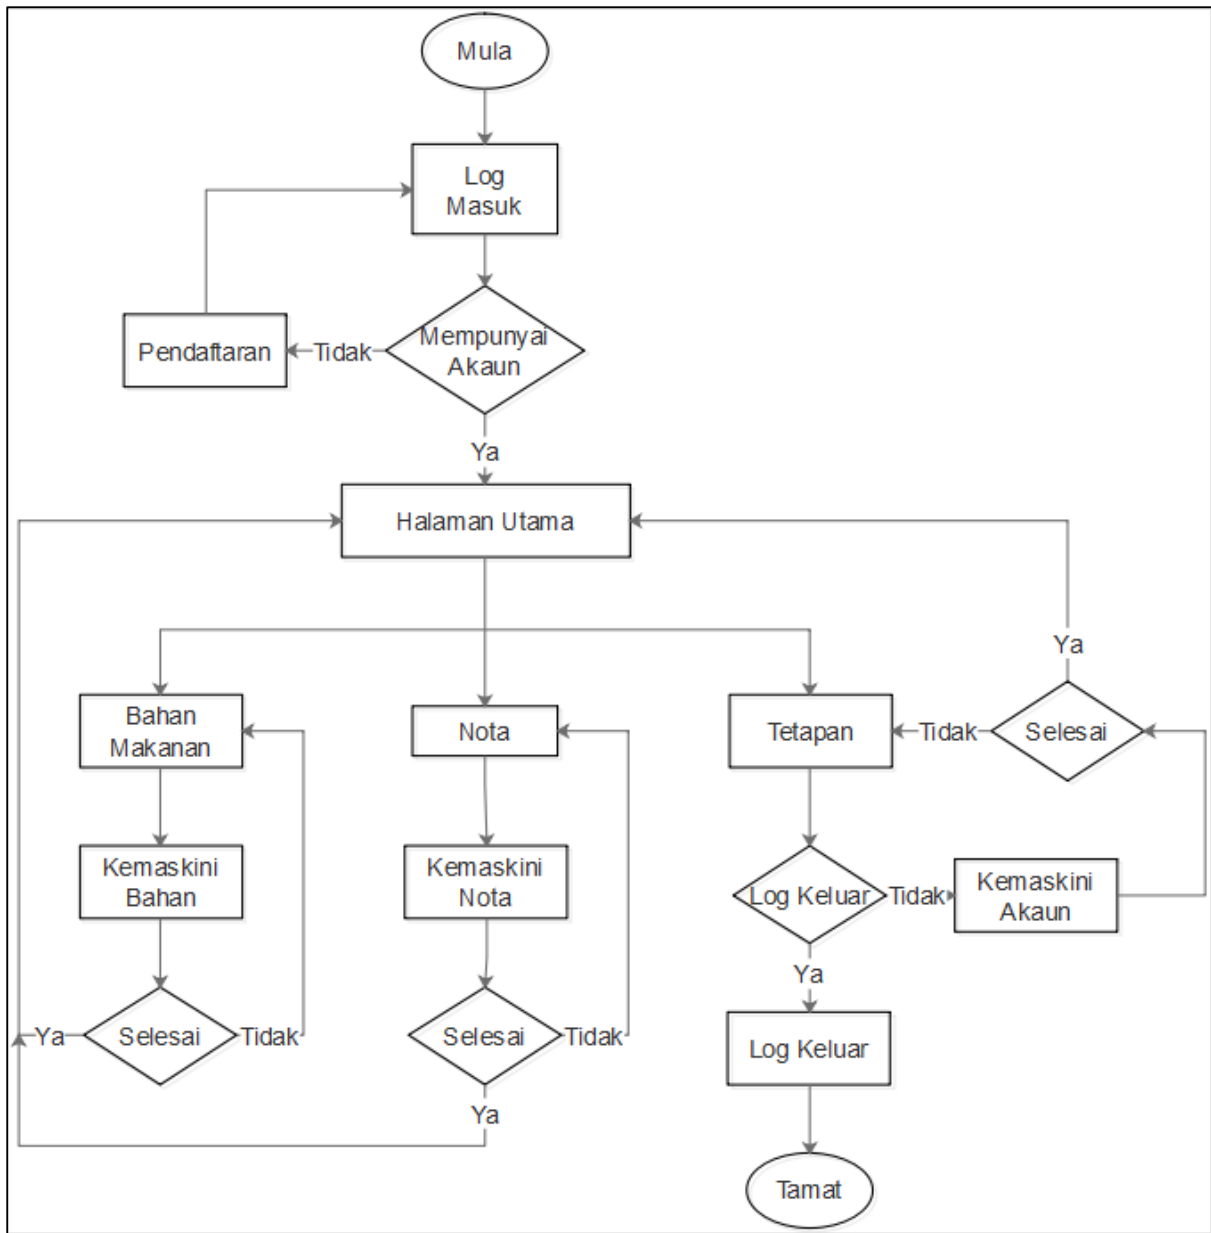 Mula
Log
Masuk
Mempunyai
Akaun
Tidak
Pendaftaran
Ya
Halaman Utama
Ya
Bahan
Makanan
Nota
Tetapan
Tidak
Selesai
Kemaskini
Bahan
Kemaskini
Nota
Log Keluar
Tidak
Kemaskini
Akaun
Ya
Ya
Selesai
Tidak
Selesai
Tidak
Log Keluar
Ya
Tamat